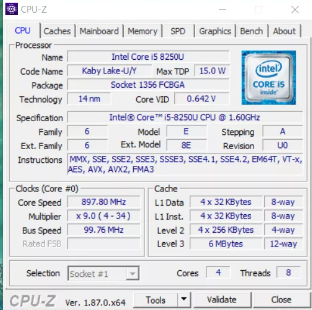 CPU-Z
CPU Caches Mainboard Memory SPD Graphics Bench About
Processor
Name Intel Core i5 8250U
Code Name Kaby Lake-U/Y Max TDP 15.0 W
Package Socket 1356 FCBGA
Technology 14 nm Core VID 0.642 V
intel
CORE i5
inside
Specification Intel® Core™ i5-8250U CPU @ 1.60GHz
Family 6 Model E Stepping A
Ext. Family 6 Ext. Model 8E Revision U0
Instructions MMX, SSE, SSE2, SSE3, SSSE3, SSE4.1, SSE4.2, EM64T, VT-x,
AES, AVX, AVX2, FMA3
Clocks (Core #0)
Core Speed 897.80 MHz
Multiplier x 9.0 ( 4 - 34 )
Bus Speed 99.76 MHz
Rated FSB
Cache
L1 Data 4 x 32 KBytes 8-way
L1 Inst. 4 x 32 KBytes 8-way
Level 2 4 x 256 KBytes 4-way
Level 3 6 MBytes 12-way
Selection Socket #1 Cores 4 Threads 8
CPU-Z Ver. 1.87.0.x64 Tools Validate Close